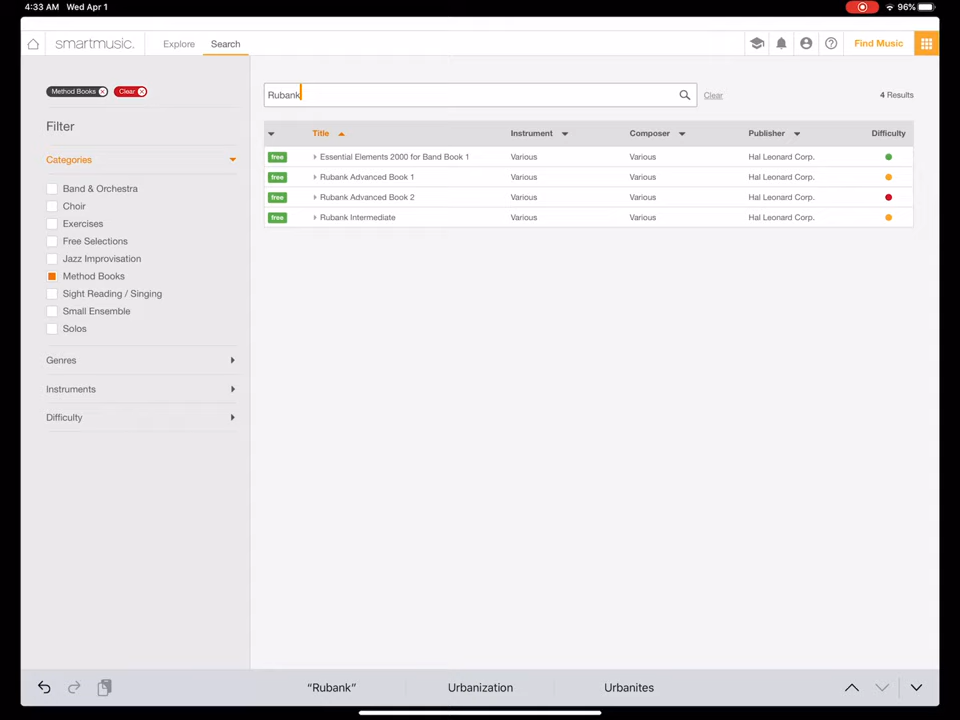 4:33 AM Wed Apr 1 96%
smartmusic. Explore Search Find Music
Method Books Clear
Rubank Clear 4 Results
Filter
Title Instrument Composer Publisher Difficulty
Categories
free Essential Elements 2000 for Band Book 1 Various Various Hal Leonard Corp.
free Rubank Advanced Book 1 Various Various Hal Leonard Corp.
free Rubank Advanced Book 2 Various Various Hal Leonard Corp.
free Rubank Intermediate Various Various Hal Leonard Corp.
Band & Orchestra
Choir
Exercises
Free Selections
Jazz Improvisation
Method Books
Sight Reading / Singing
Small Ensemble
Solos
Genres
Instruments
Difficulty
“Rubank” Urbanization Urbanites